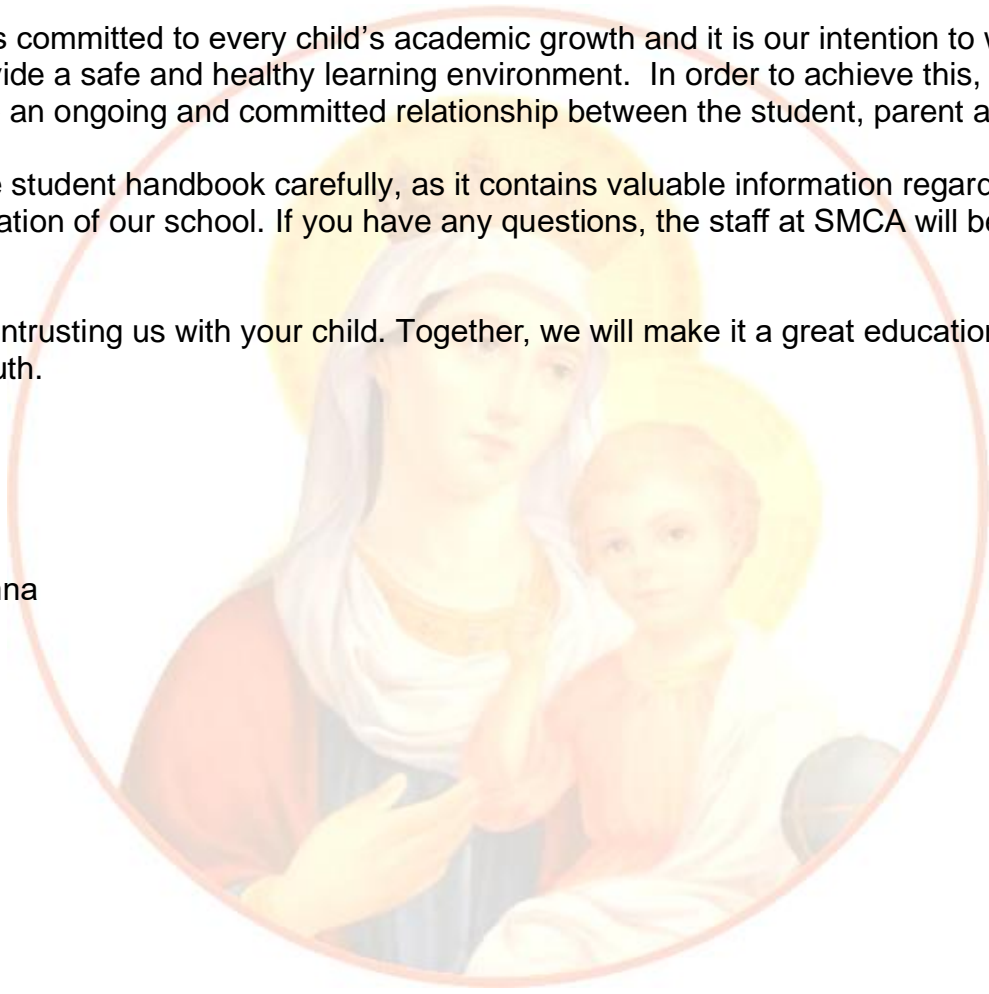 s committed to every child’s academic growth and it is our intention to w
vide a safe and healthy learning environment.  In order to achieve this,
an ongoing and committed relationship between the student, parent a
e student handbook carefully, as it contains valuable information regard
ation of our school. If you have any questions, the staff at SMCA will be
ntrusting us with your child. Together, we will make it a great education
uth.
na